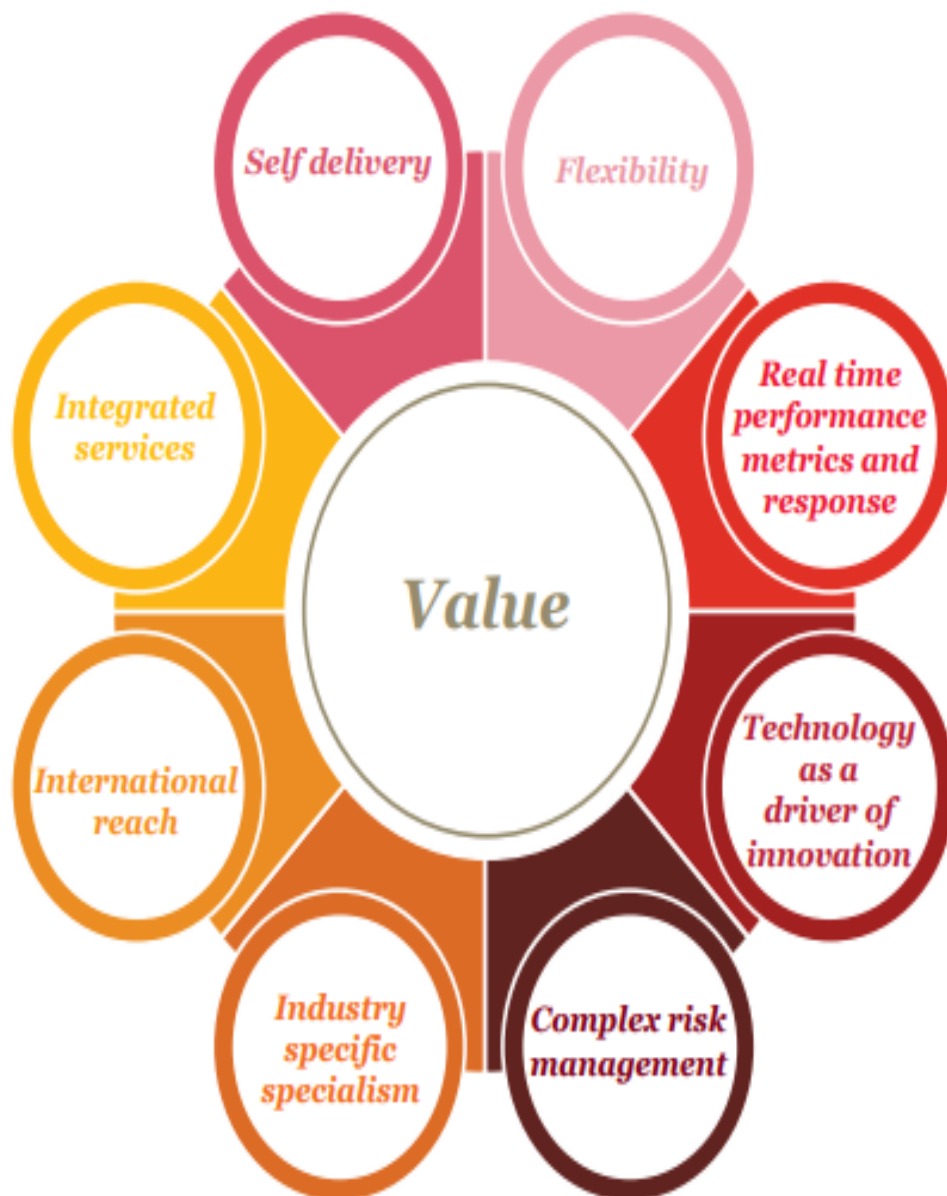 Self delivery
Flexibility
Real time
performance
metrics and
response
Technology
as a
driver of
innovation
Complex risk
management
Industry
specific
specialism
International
reach
Integrated
services
Value